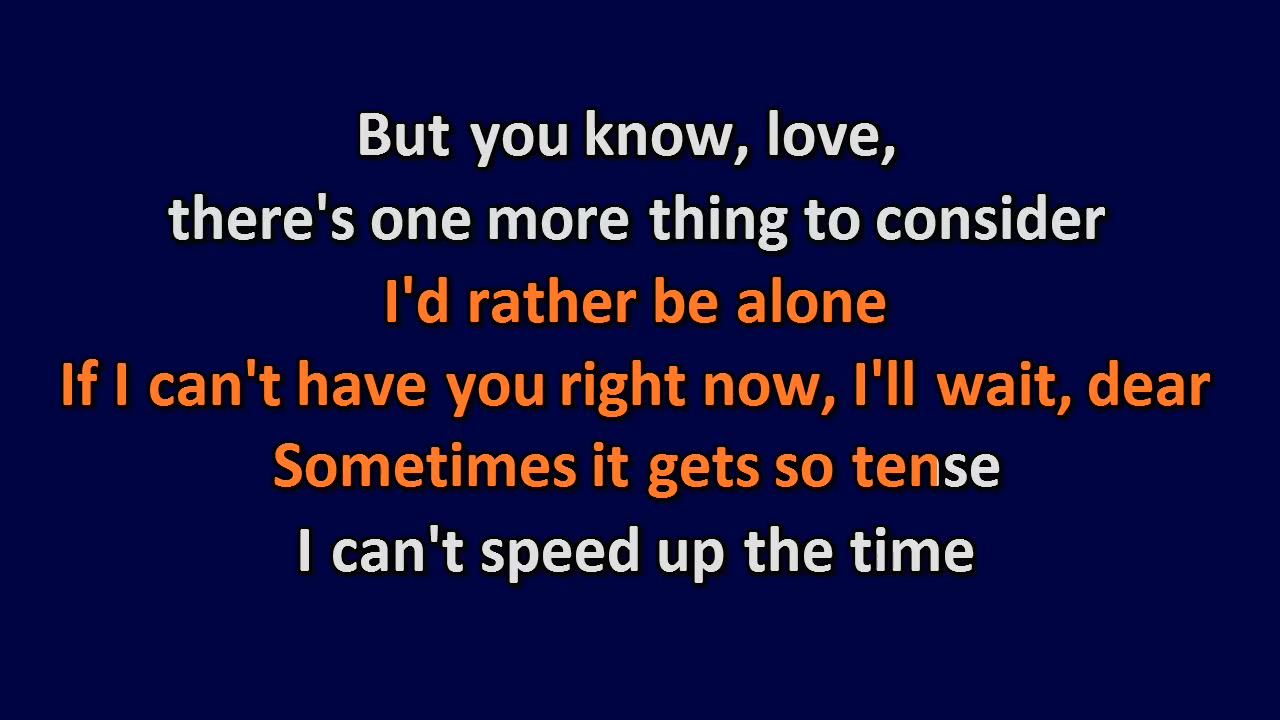 But you know, love,
there's one more thing to consider
I'd rather be alone
If I can't have you right now, I'll wait, dear
Sometimes it gets so tense
I can't speed up the time